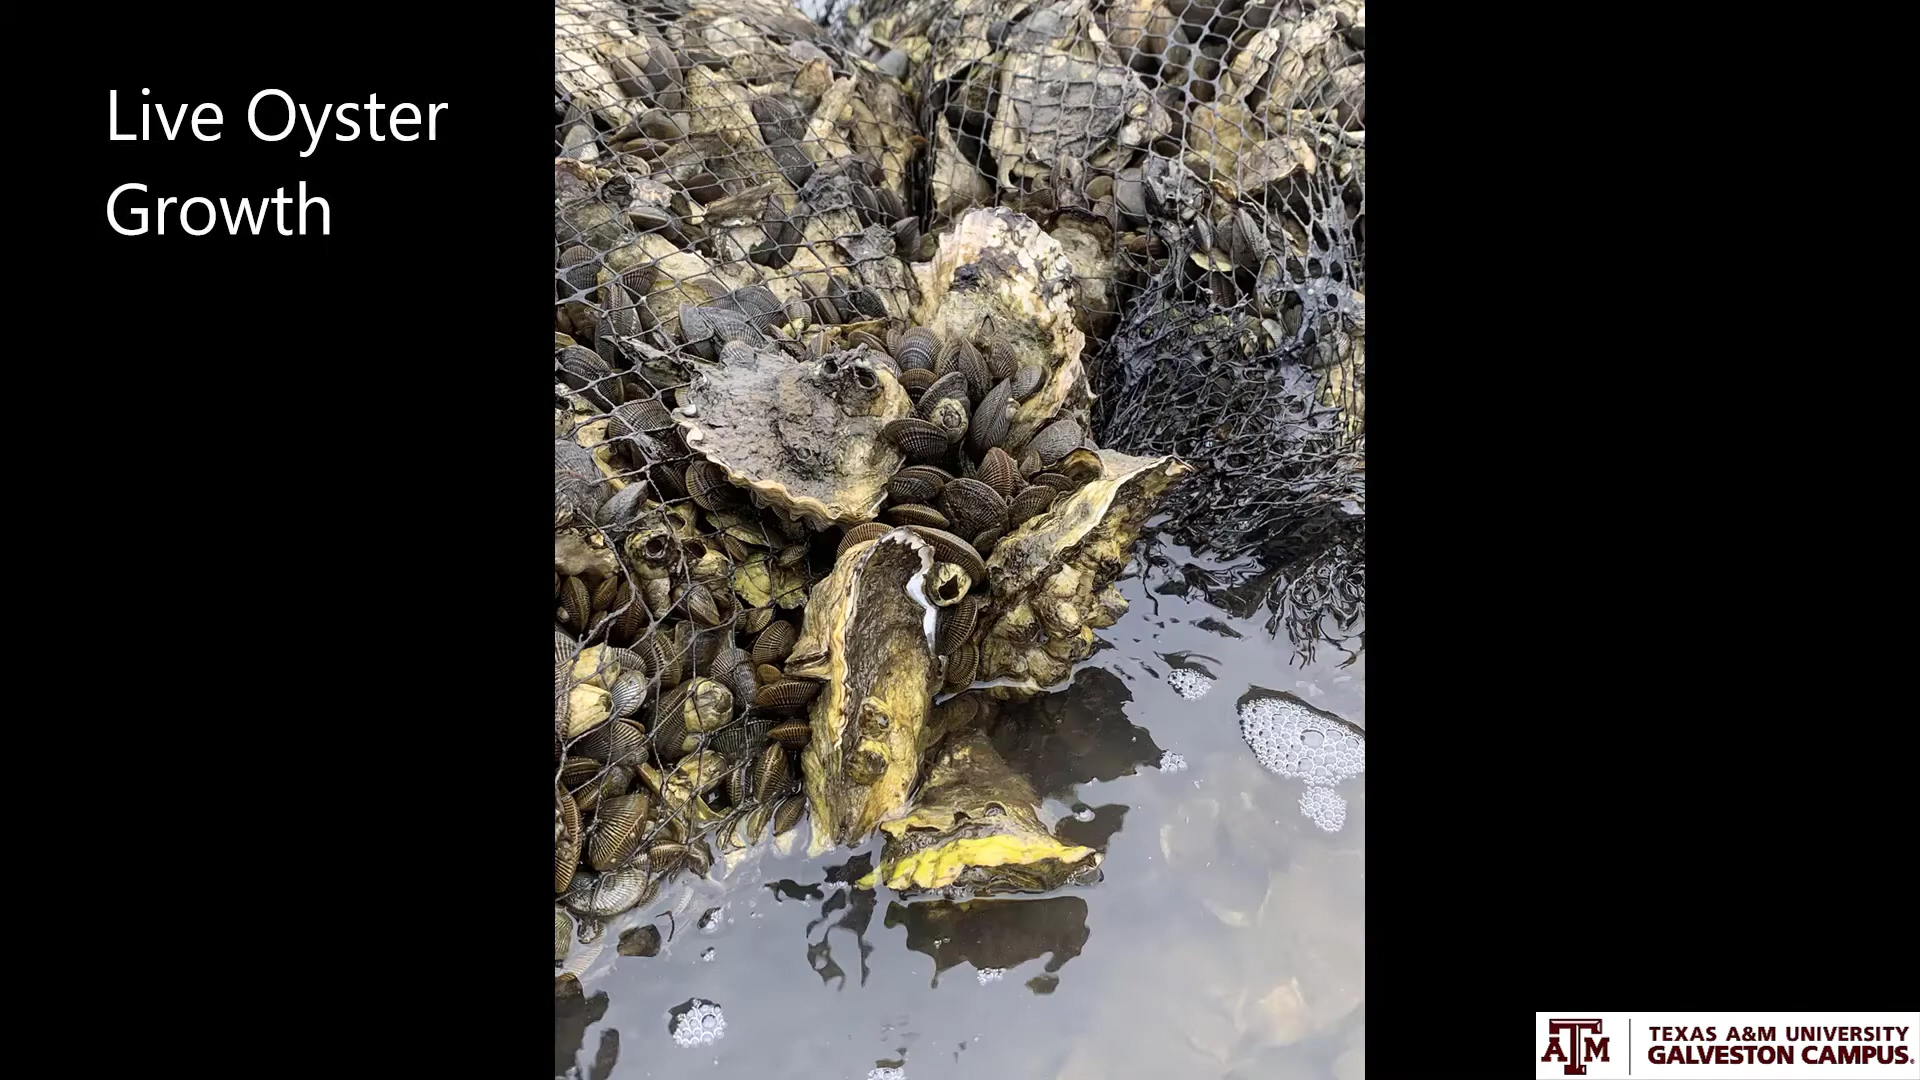 Live Oyster
Growth
ATM
TEXAS A&M UNIVERSITY
GALVESTON CAMPUS.